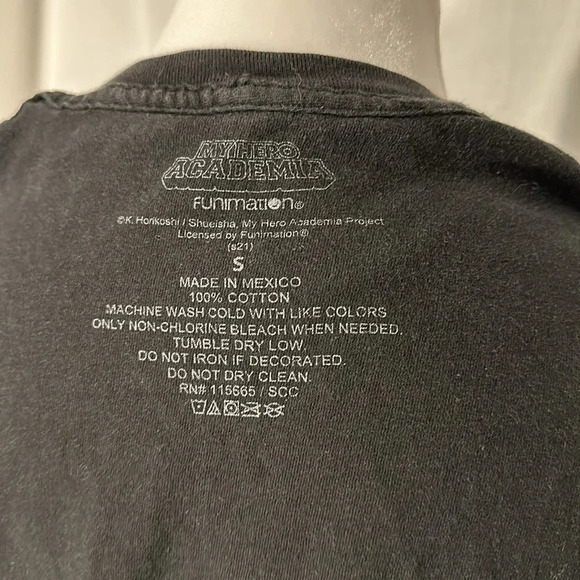 MY HERO
ACADEMIA
FUNIMATION®
©K. Horikoshi / Shueisha, My Hero Academia Project
Licensed by Funimation®
(s21)
S
MADE IN MEXICO
100% COTTON
MACHINE WASH COLD WITH LIKE COLORS
ONLY NON-CHLORINE BLEACH WHEN NEEDED.
TUMBLE DRY LOW.
DO NOT IRON IF DECORATED.
DO NOT DRY CLEAN.
RN# 115665 / SCC